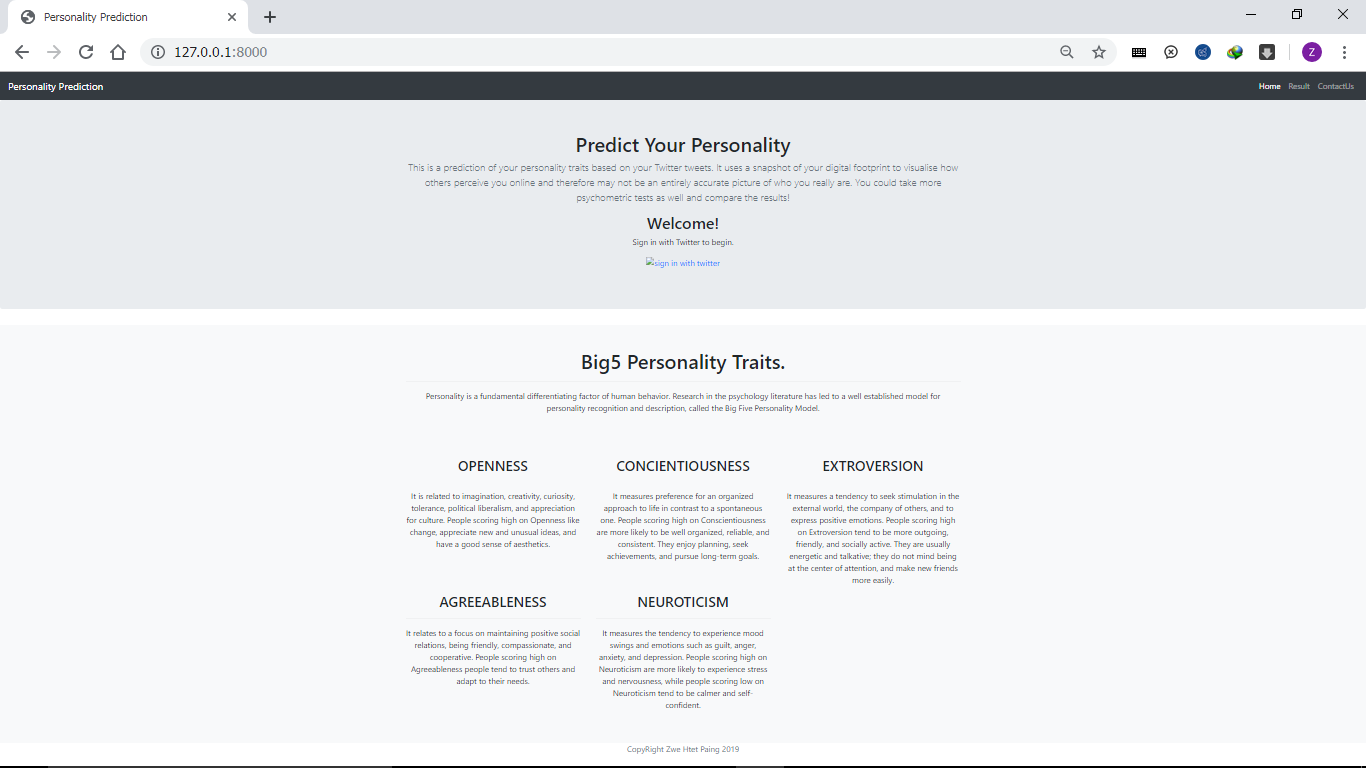 Personality Prediction
127.0.0.1:8000
Z
Personality Prediction
Home Result ContactUs
Predict Your Personality
This is a prediction of your personality traits based on your Twitter tweets. It uses a snapshot of your digital footprint to visualise how
others perceive you online and therefore may not be an entirely accurate picture of who you really are. You could take more
psychometric tests as well and compare the results!
Welcome!
Sign in with Twitter to begin.
sign in with twitter
Big5 Personality Traits.
Personality is a fundamental differentiating factor of human behavior. Research in the psychology literature has led to a well established model for
personality recognition and description, called the Big Five Personality Model.
OPENNESS
It is related to imagination, creativity, curiosity,
tolerance, political liberalism, and appreciation
for culture. People scoring high on Openness like
change, appreciate new and unusual ideas, and
have a good sense of aesthetics.
CONCIENTIOUSNESS
It measures preference for an organized
approach to life in contrast to a spontaneous
one. People scoring high on Conscientiousness
are more likely to be well organized, reliable, and
consistent. They enjoy planning, seek
achievements, and pursue long-term goals.
EXTROVERSION
It measures a tendency to seek stimulation in the
external world, the company of others, and to
express positive emotions. People scoring high
on Extroversion tend to be more outgoing,
friendly, and socially active. They are usually
energetic and talkative; they do not mind being
at the center of attention, and make new friends
more easily.
AGREEABLENESS
It relates to a focus on maintaining positive social
relations, being friendly, compassionate, and
cooperative. People scoring high on
Agreeableness people tend to trust others and
adapt to their needs.
NEUROTICISM
It measures the tendency to experience mood
swings and emotions such as guilt, anger,
anxiety, and depression. People scoring high on
Neuroticism are more likely to experience stress
and nervousness, while people scoring low on
Neuroticism tend to be calmer and self-
confident.
CopyRight Zwe Htet Paing 2019